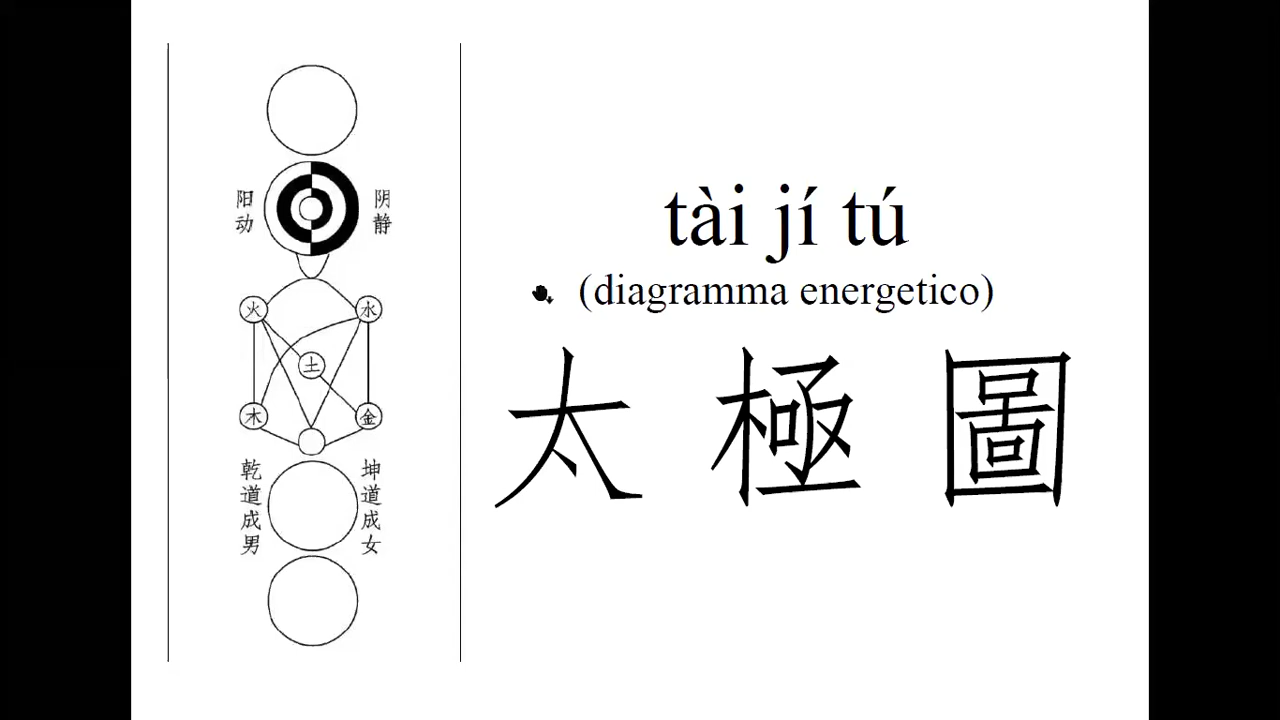 阳动
阴静
火
水
土
木
金
乾道成男
坤道成女
tài jí tú
(diagramma energetico)
太極圖